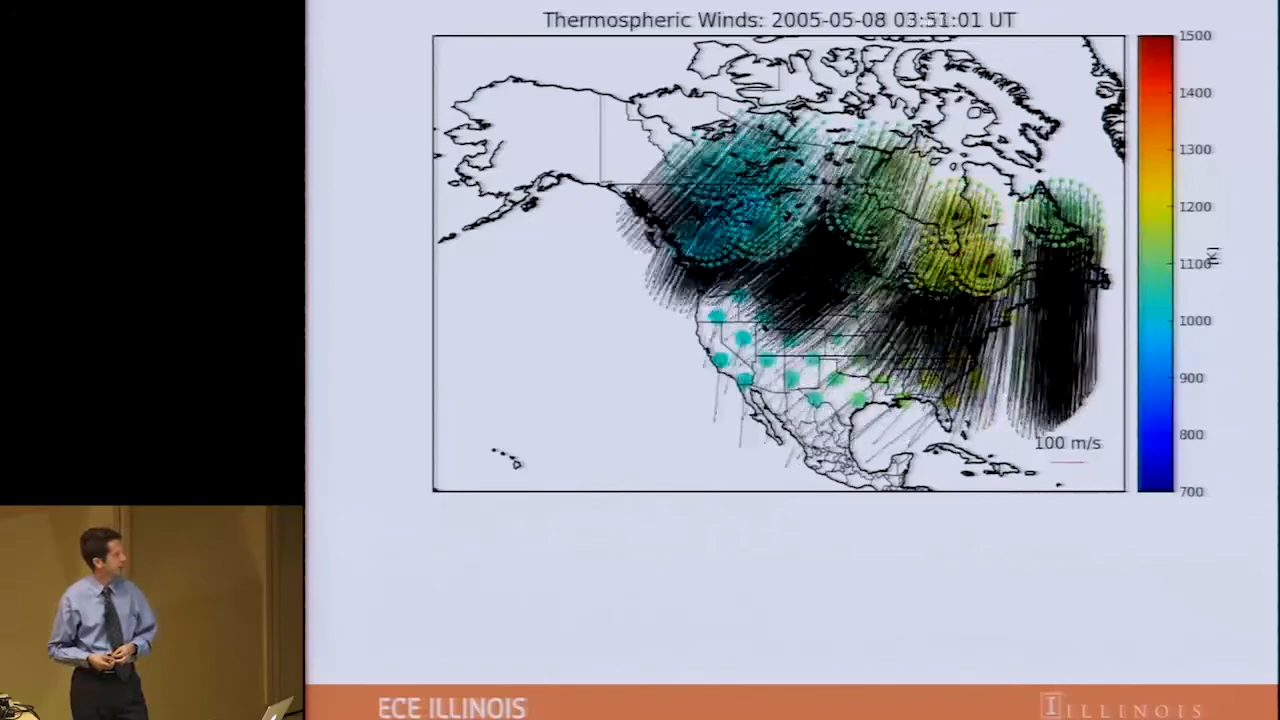 Thermospheric Winds: 2005-05-08 03:51:01 UT
1500
1400
1300
1200
1100
[K]
1000
900
800
700
100 m/s
ECE ILLINOIS
I ILLINOIS